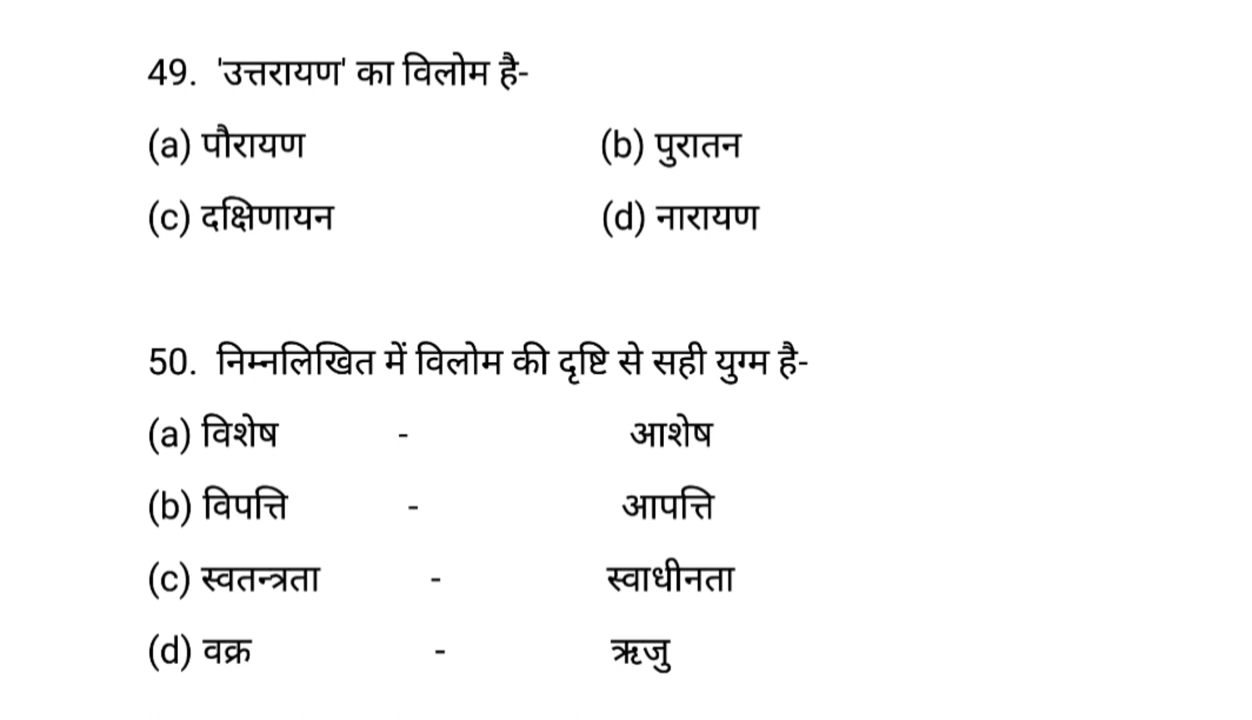 49. 'उत्तरायण' का विलोम है-
(a) पौरायण (b) पुरातन
(c) दक्षिणायन (d) नारायण
50. निम्नलिखित में विलोम की दृष्टि से सही युग्म है-
(a) विशेष - आशेष
(b) विपत्ति - आपत्ति
(c) स्वतन्त्रता - स्वाधीनता
(d) वक्र - ऋजु